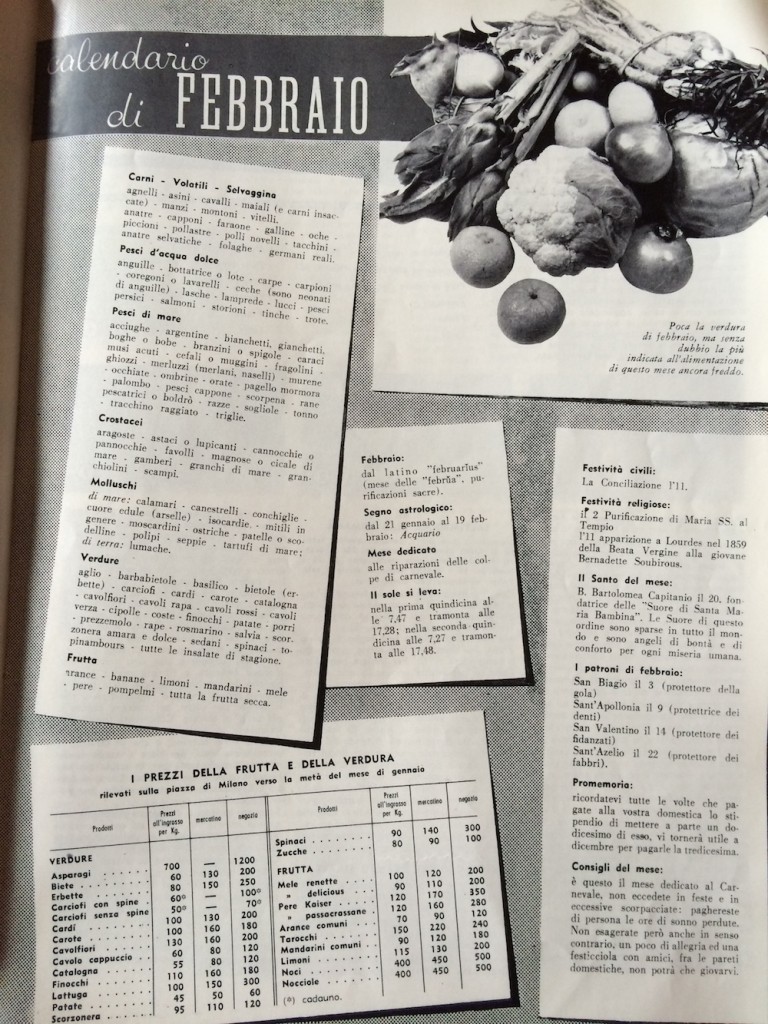 calendario
di FEBBRAIO
Carni - Volatili - Selvaggina
agnelli - asini - cavalli - maiali (e carni insac-
cate) - manzi - montoni - vitelli.
anatre - capponi - faraone - galline - oche -
piccioni - pollastre - polli novelli - tacchini -
anatre selvatiche - folaghe - germani reali.
Pesci d'acqua dolce
anguille - bottatrice o lote - carpe - carpioni
- coregoni o lavarelli - ceche (sono neonati
di anguille) - lasche - lamprede - lucci - pesci
persici - salmoni - storioni - tinche - trote.
Pesci di mare
acciughe - argentine - bianchetti, gianchetti,
boghe o bobe - branzini o spigole - caraci
musi acuti - cefali o muggini - fragolini -
ghiozzi - merluzzi (merlani, naselli) - murene
- occhiate - ombrine - orate - pagello mormora
- palombo - pesci cappone - scorpena - rane
pescatrici o boldrò - razze - sogliole - tonno
- tracchino raggiato - triglie.
Crostacei
aragoste - astaci o lupicanti - cannocchie o
pannocchie - favolli - magnose o cicale di
mare - gamberi - granchi di mare - gran-
chiolini - scampi.
Molluschi
di mare: calamari - canestrelli - conchiglie -
cuore edule (arselle) - isocardie - mitili in
genere - moscardini - ostriche - patelle o sco-
delline - polipi - seppie - tartufi di mare;
di terra: lumache.
Verdure
aglio - barbabietole - basilico - bietole (er-
bette) - carciofi - cardi - carote - catalogna
- cavolfiori - cavoli rapa - cavoli rossi - cavoli
verza - cipolle - coste - finocchi - patate - porri
- prezzemolo - rape - rosmarino - salvia - scor-
zonera amara e dolce - sedani - spinaci - to-
pinambours - tutte le insalate di stagione.
Frutta
arance - banane - limoni - mandarini - mele
- pere - pompelmi - tutta la frutta secca.
Poca la verdura
di febbraio, ma senza
dubbio la più
indicata all'alimentazione
di questo mese ancora freddo.
Febbraio:
dal latino "februarius"
(mese delle "februa", pu-
rificazioni sacre).
Segno astrologico:
dal 21 gennaio al 19 feb-
braio: Acquario
Mese dedicato
alle riparazioni delle col-
pe di carnevale.
Il sole si leva:
nella prima quindicina al-
le 7,47 e tramonta alle
17,28; nella seconda quin-
dicina alle 7,27 e tramon-
ta alle 17,48.
Festività civili:
La Conciliazione l'11.
Festività religiose:
il 2 Purificazione di Maria SS. al
Tempio
l'11 apparizione a Lourdes nel 1859
della Beata Vergine alla giovane
Bernadette Soubirous.
Il Santo del mese:
B. Bartolomea Capitanio il 20, fon-
datrice delle "Suore di Santa Ma-
ria Bambina". Le Suore di questo
ordine sono sparse in tutto il mon-
do e sono angeli di bontà e di
conforto per ogni miseria umana.
I patroni di febbraio:
San Biagio il 3 (protettore della
gola)
Sant'Apollonia il 9 (protettrice dei
denti)
San Valentino il 14 (protettore dei
fidanzati)
Sant'Azelio il 22 (protettore dei
fabbri).
Promemoria:
ricordatevi tutte le volte che pa-
gate alla vostra domestica lo sti-
pendio di mettere a parte un do-
dicesimo di esso, vi tornerà utile a
dicembre per pagarle la tredicesima.
Consigli del mese:
è questo il mese dedicato al Car-
nevale, non eccedete in feste e in
eccessive scorpacciate: paghereste
di persona le ore di sonno perdute.
Non esagerate però anche in senso
contrario, un poco di allegria ed una
festicciola con amici, fra le pareti
domestiche, non potrà che giovarvi.
I PREZZI DELLA FRUTTA E DELLA VERDURA
rilevati sulla piazza di Milano verso la metà del mese di gennaio
Prodotti Prezzi all'ingrosso per Kg. mercatino negozio
VERDURE
Asparagi 700 — 1200
Biete 60 130 200
Erbette 80 150 250
Carciofi con spine 60° — 100°
Carciofi senza spine 50° — 70°
Cardi 100 130 200
Carote 100 160 180
Cavolfiori 130 160 200
Cavolo cappuccio 60 80 120
Catalogna 55 80 120
Finocchi 110 160 180
Lattuga 100 150 300
Patate 45 50 60
Scorzonera 95 110 120
Prodotti Prezzi all'ingrosso per Kg. mercatino negozio
Spinaci 90 140 300
Zucche 80 90 100
FRUTTA
Mele renette 100 120 200
„ delicious 90 110 200
Pere Kaiser 120 170 350
„ passacrassane 120 160 280
Arance comuni 70 90 120
Tarocchi 150 220 240
Mandarini comuni 90 120 180
Limoni 115 130 200
Noci 400 450 500
Nocciole 400 450 500
(°) cadauno.